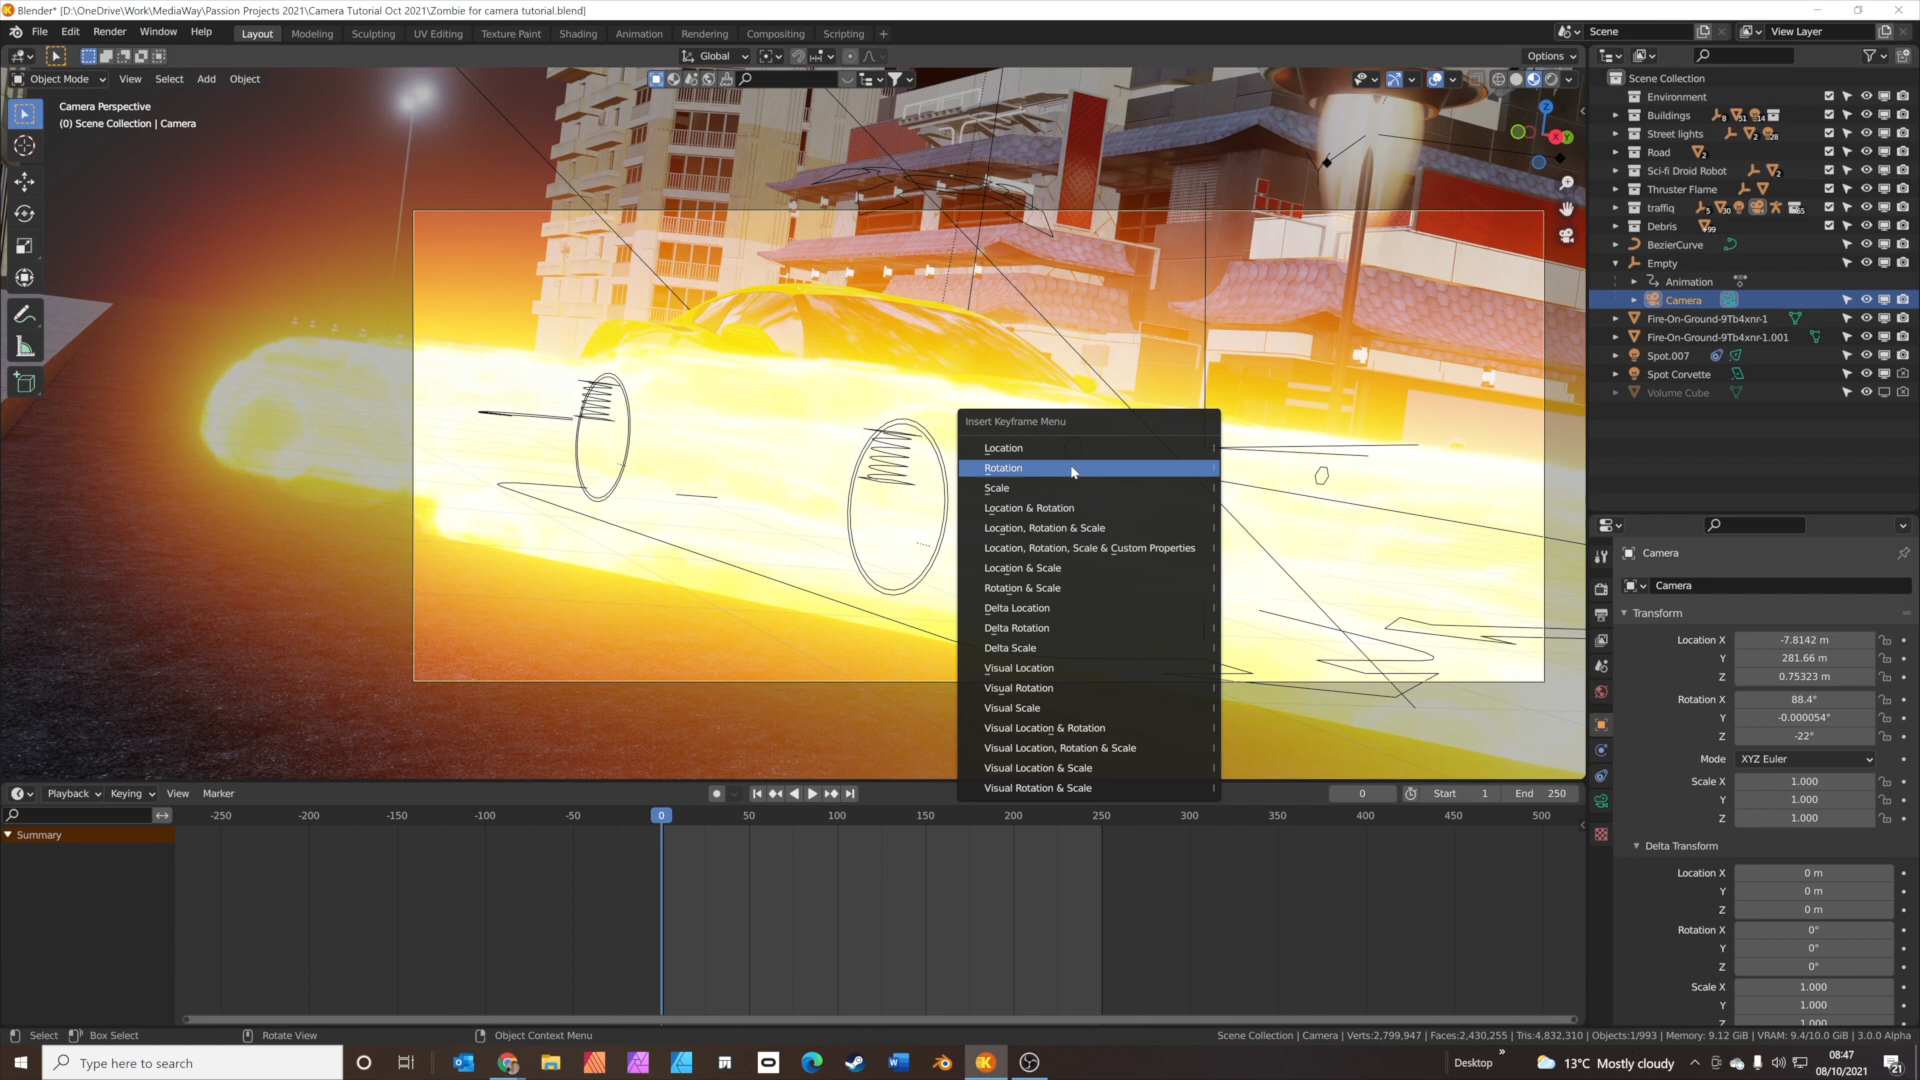 Blender* [D:\OneDrive\Work\MediaWay\Passion Projects 2021\Camera Tutorial Oct 2021\Zombie for camera tutorial.blend]
File Edit Render Window Help
Layout Modeling Sculpting UV Editing Texture Paint Shading Animation Rendering Compositing Scripting +
Scene
View Layer
Global
Options
Object Mode View Select Add Object
Camera Perspective
(0) Scene Collection | Camera
Insert Keyframe Menu
Location I
Rotation I
Scale I
Location & Rotation I
Location, Rotation & Scale I
Location, Rotation, Scale & Custom Properties I
Location & Scale I
Rotation & Scale I
Delta Location I
Delta Rotation I
Delta Scale I
Visual Location I
Visual Rotation I
Visual Scale I
Visual Location & Rotation I
Visual Location, Rotation & Scale I
Visual Location & Scale I
Visual Rotation & Scale I
Scene Collection
Environment
Buildings 8 51 14
Street lights 2 28
Road 2
Sci-fi Droid Robot 2
Thruster Flame
traffiq 5 30
Debris 99
BezierCurve
Empty
Animation
Camera
Fire-On-Ground-9Tb4xnr-1
Fire-On-Ground-9Tb4xnr-1.001
Spot.007
Spot Corvette
Volume Cube
Camera
Camera
Transform
Location X -7.8142 m
Y 281.66 m
Z 0.75323 m
Rotation X 88.4°
Y -0.000054°
Z -22°
Mode XYZ Euler
Scale X 1.000
Y 1.000
Z 1.000
Delta Transform
Location X 0 m
Y 0 m
Z 0 m
Rotation X 0°
Y 0°
Z 0°
Scale X 1.000
Y 1.000
Z 1.000
Playback Keying View Marker
0 Start 1 End 250
-250 -200 -150 -100 -50 0 50 100 150 200 250 300 350 400 450 500
Summary
Select Box Select Rotate View Object Context Menu
Scene Collection | Camera | Verts:2,799,947 | Faces:2,430,255 | Tris:4,832,310 | Objects:1/993 | Memory: 9.12 GiB | VRAM: 9.4/10.0 GiB | 3.0.0 Alpha
Type here to search
Desktop
13°C Mostly cloudy
08:47
08/10/2021
21